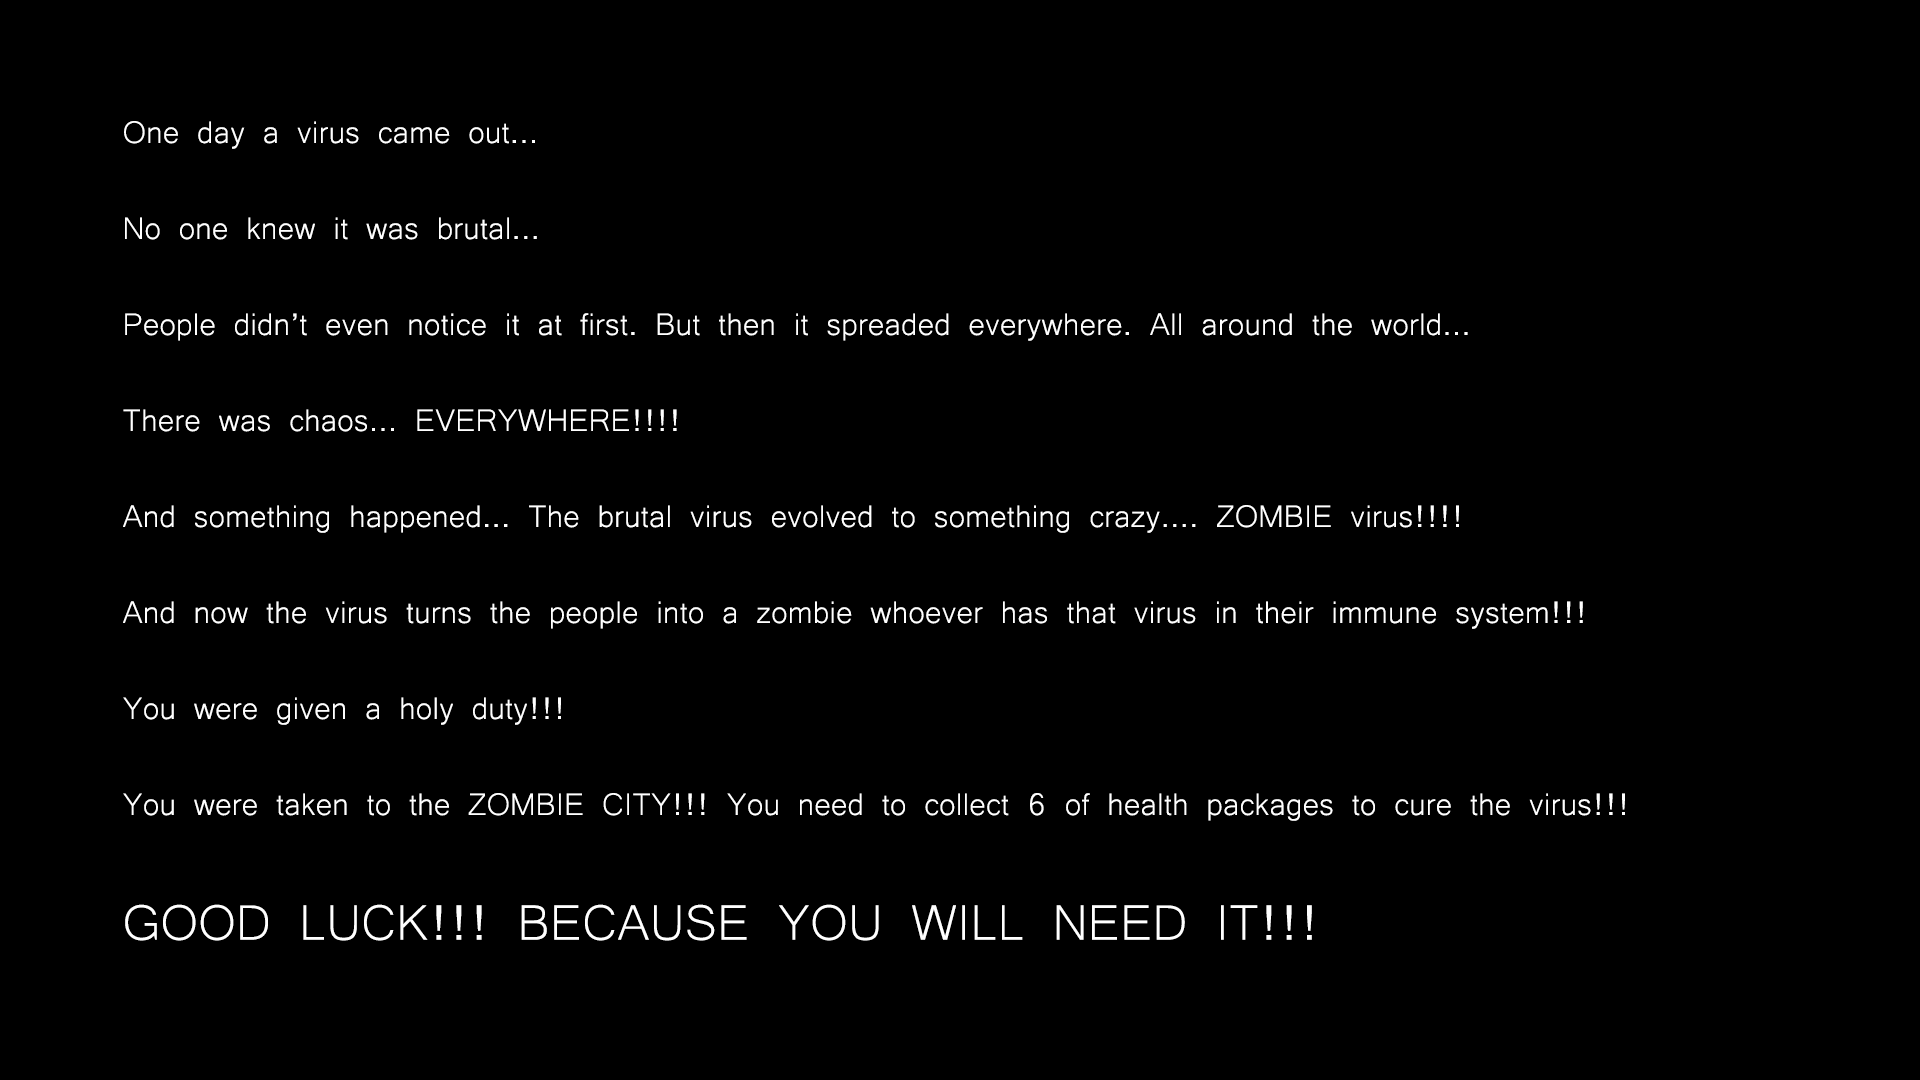 One day a virus came out...
No one knew it was brutal...
People didn't even notice it at first. But then it spreaded everywhere. All around the world...
There was chaos... EVERYWHERE!!!!
And something happened... The brutal virus evolved to something crazy.... ZOMBIE virus!!!!
And now the virus turns the people into a zombie whoever has that virus in their immune system!!!
You were given a holy duty!!!
You were taken to the ZOMBIE CITY!!! You need to collect 6 of health packages to cure the virus!!!
GOOD LUCK!!! BECAUSE YOU WILL NEED IT!!!